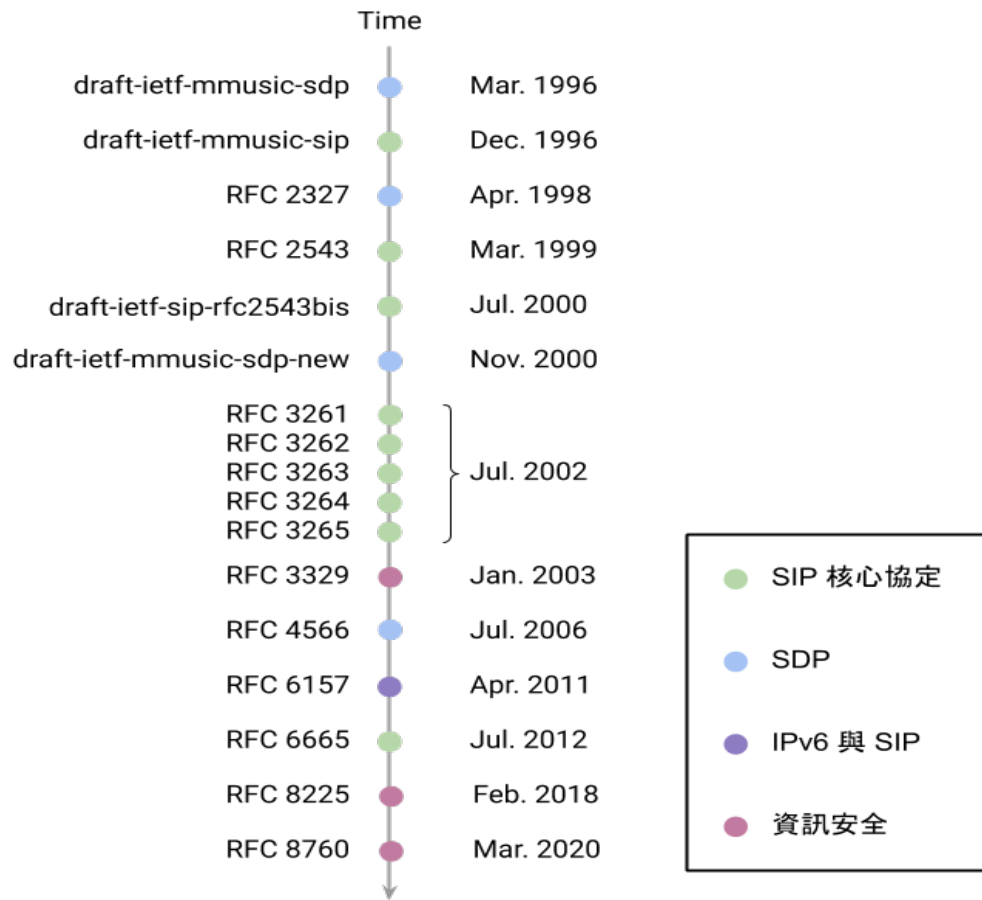 Time
draft-ietf-mmusic-sdp Mar. 1996
draft-ietf-mmusic-sip Dec. 1996
RFC 2327 Apr. 1998
RFC 2543 Mar. 1999
draft-ietf-sip-rfc2543bis Jul. 2000
draft-ietf-mmusic-sdp-new Nov. 2000
RFC 3261
RFC 3262
RFC 3263 Jul. 2002
RFC 3264
RFC 3265
RFC 3329 Jan. 2003
RFC 4566 Jul. 2006
RFC 6157 Apr. 2011
RFC 6665 Jul. 2012
RFC 8225 Feb. 2018
RFC 8760 Mar. 2020
SIP 核心協定
SDP
IPv6 與 SIP
資訊安全